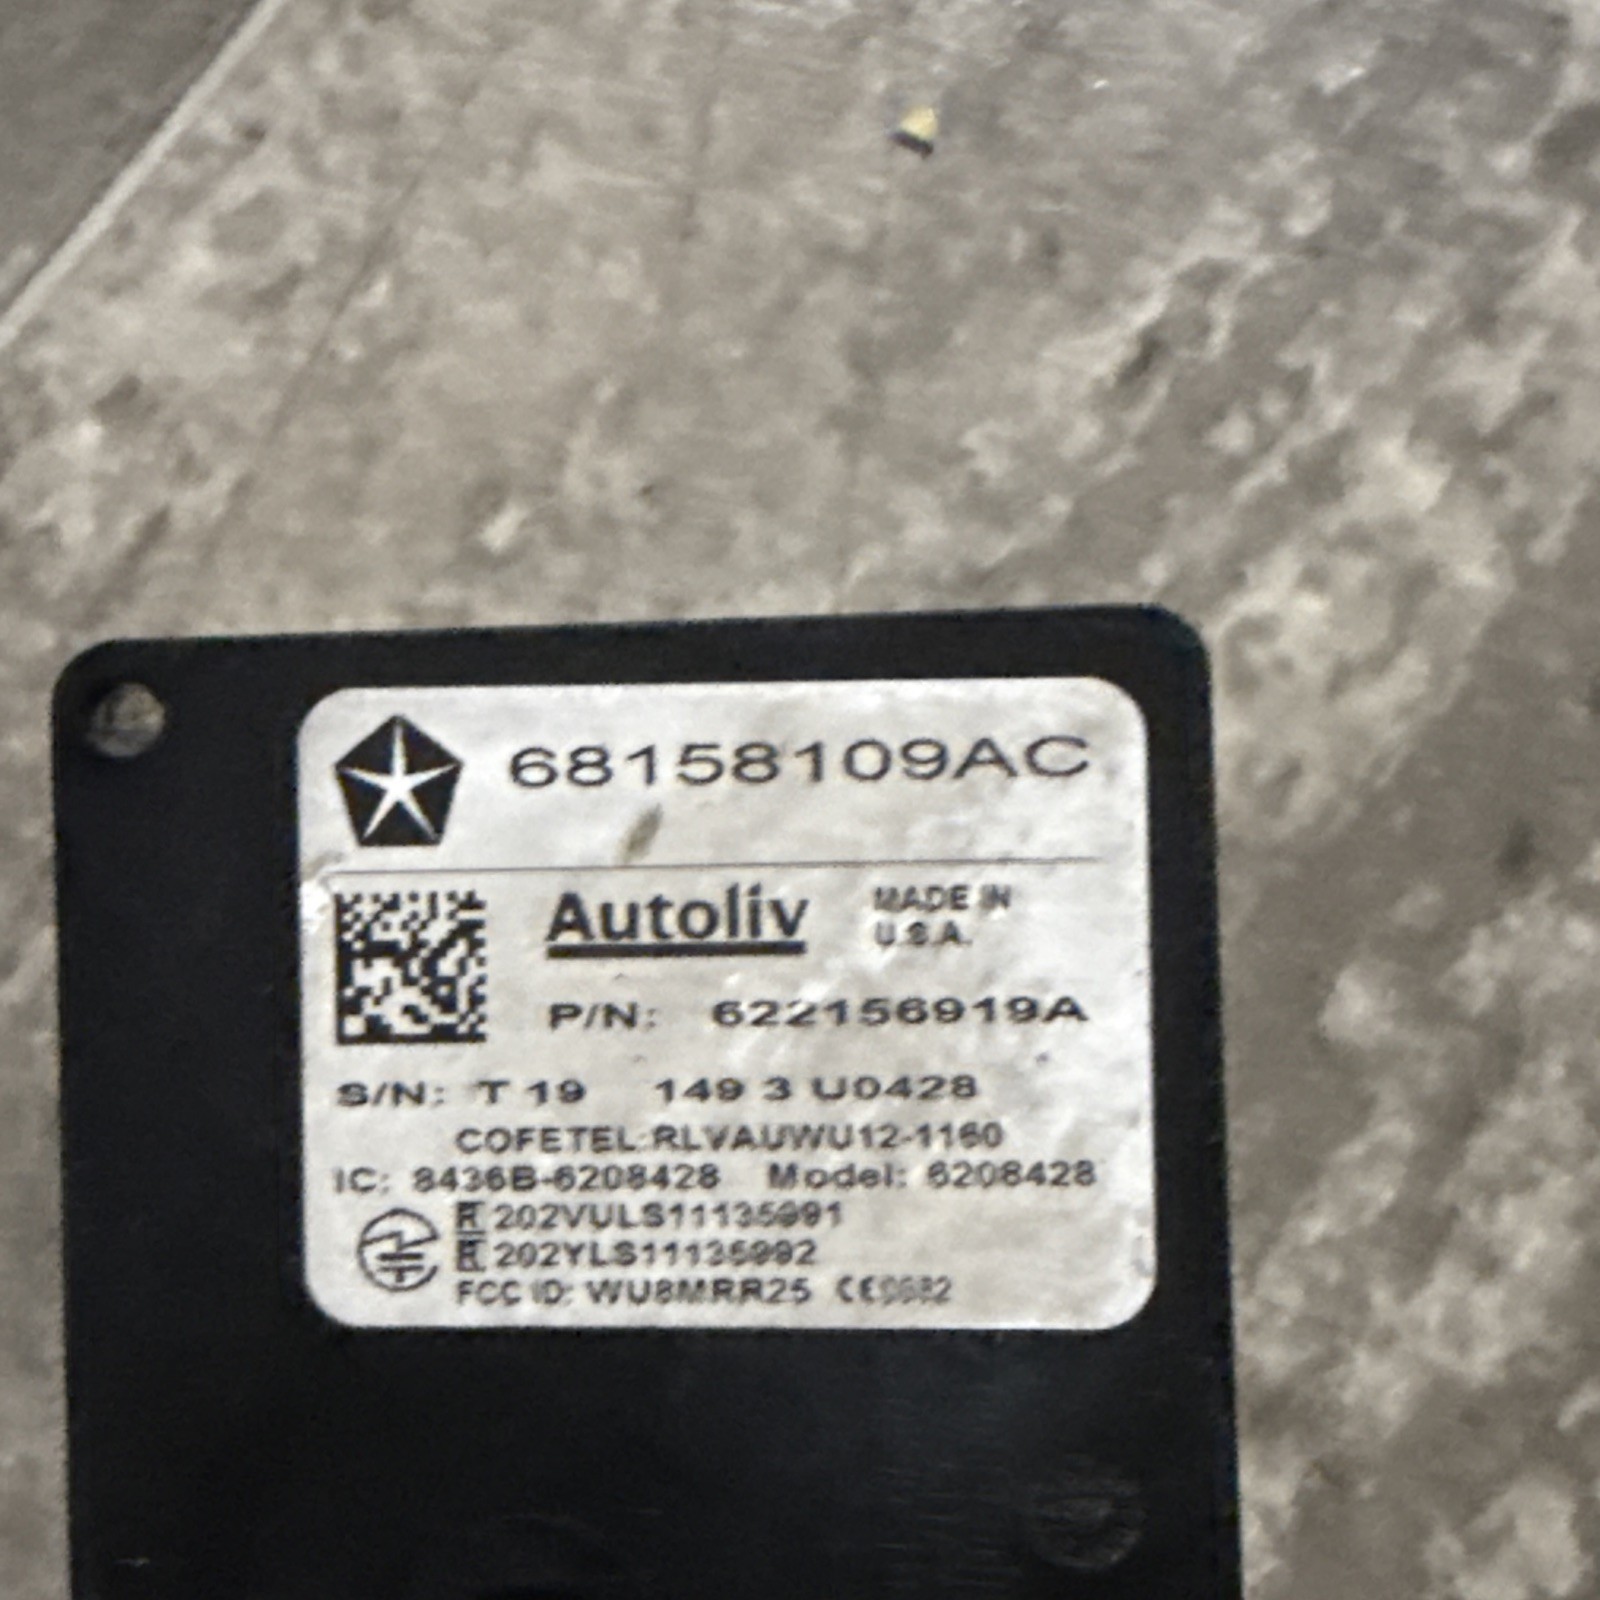 68158109AC
Autoliv
MADE IN
U.S.A.
P/N: 622156919A
S/N: T 19 149 3 U0428
COFETEL:RLVAUWU12-1160
IC: 8436B-6208428 Model: 6208428
R 202VULS11135991
R 202YLS11135992
FCC ID: WU8MRR25 CE0682